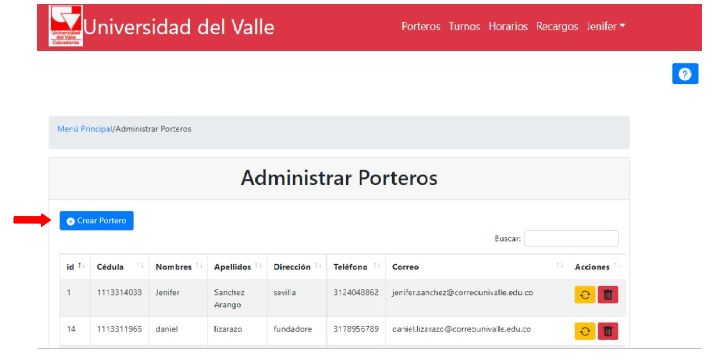 Universidad del Valle
Caicedonia
Universidad del Valle
Porteros Turnos Horarios Recargos Jenifer
?
Menú Principal/Administrar Porteros
Administrar Porteros
Crear Portero
Buscar:
id Cédula Nombres Apellidos Dirección Teléfono Correo Acciones
1 1113314033 Jenifer Sanchez Arango sevilla 3124048862 jenifer.sanchez@correounivalle.edu.co
14 1113311965 daniel lizarazo fundadore 3178956789 daniel.lizarazo@correounivalle.edu.co